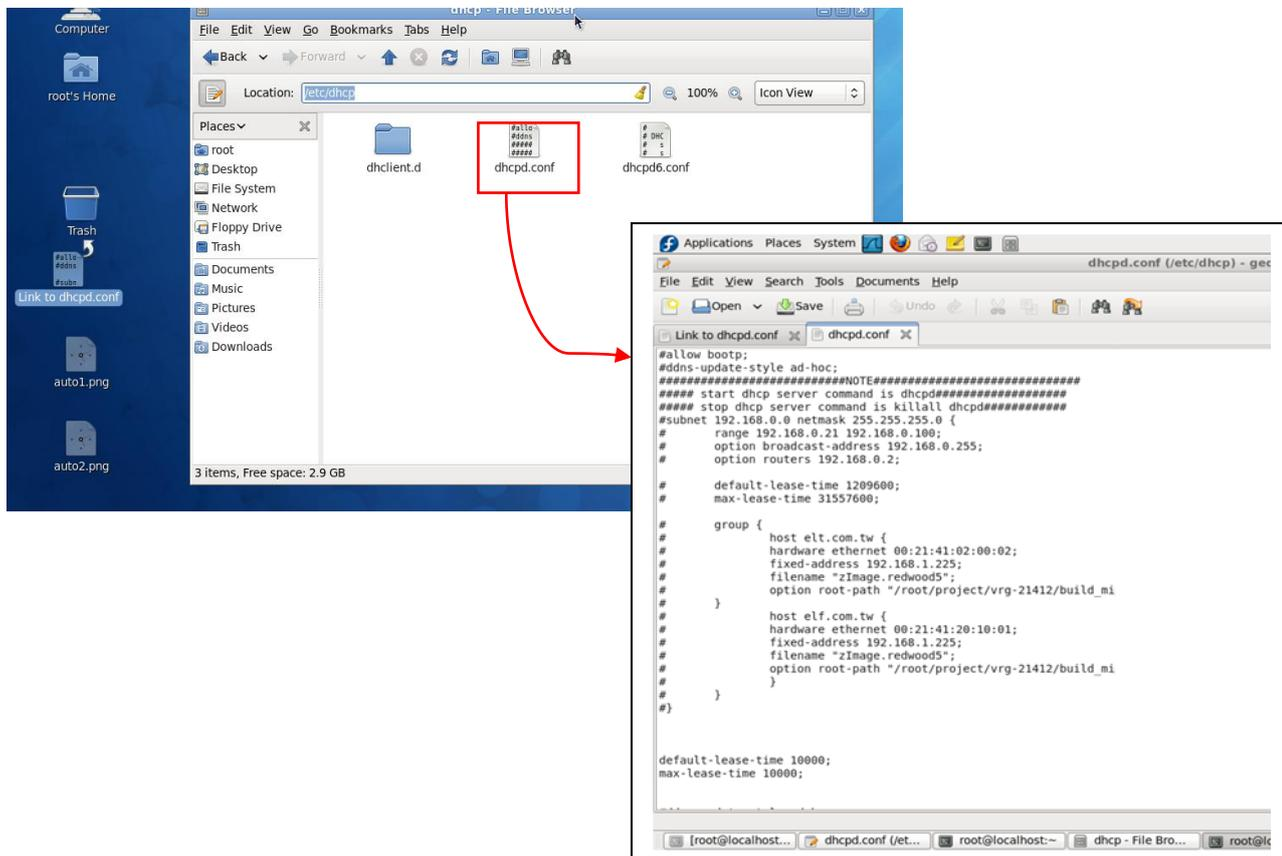 dhcp - File Browser
Computer
root's Home
Trash
Link to dhcpd.conf
auto1.png
auto2.png
File Edit View Go Bookmarks Tabs Help
Back Forward
Location: /etc/dhcp 100% Icon View
Places
root
Desktop
File System
Network
Floppy Drive
Trash
Documents
Music
Pictures
Videos
Downloads
#allo
#ddns
#####
#####
#
# DHC
# s
# s
#allo
#ddns
#subn
dhclient.d dhcpd.conf dhcpd6.conf
3 items, Free space: 2.9 GB
Applications Places System
dhcpd.conf (/etc/dhcp) - gec
File Edit View Search Tools Documents Help
Open Save Undo
Link to dhcpd.conf dhcpd.conf
#allow bootp;
#ddns-update-style ad-hoc;
###########################NOTE##############################
##### start dhcp server command is dhcpd###################
##### stop dhcp server command is killall dhcpd############
#subnet 192.168.0.0 netmask 255.255.255.0 {
# range 192.168.0.21 192.168.0.100;
# option broadcast-address 192.168.0.255;
# option routers 192.168.0.2;
# default-lease-time 1209600;
# max-lease-time 31557600;
# group {
# host elt.com.tw {
# hardware ethernet 00:21:41:02:00:02;
# fixed-address 192.168.1.225;
# filename "zImage.redwood5";
# option root-path "/root/project/vrg-21412/build_mi
# }
# host elf.com.tw {
# hardware ethernet 00:21:41:20:10:01;
# fixed-address 192.168.1.225;
# filename "zImage.redwood5";
# option root-path "/root/project/vrg-21412/build_mi
# }
# }
#}
default-lease-time 10000;
max-lease-time 10000;
[root@localhost... dhcpd.conf (/et... root@localhost:~ dhcp - File Bro... root@lo